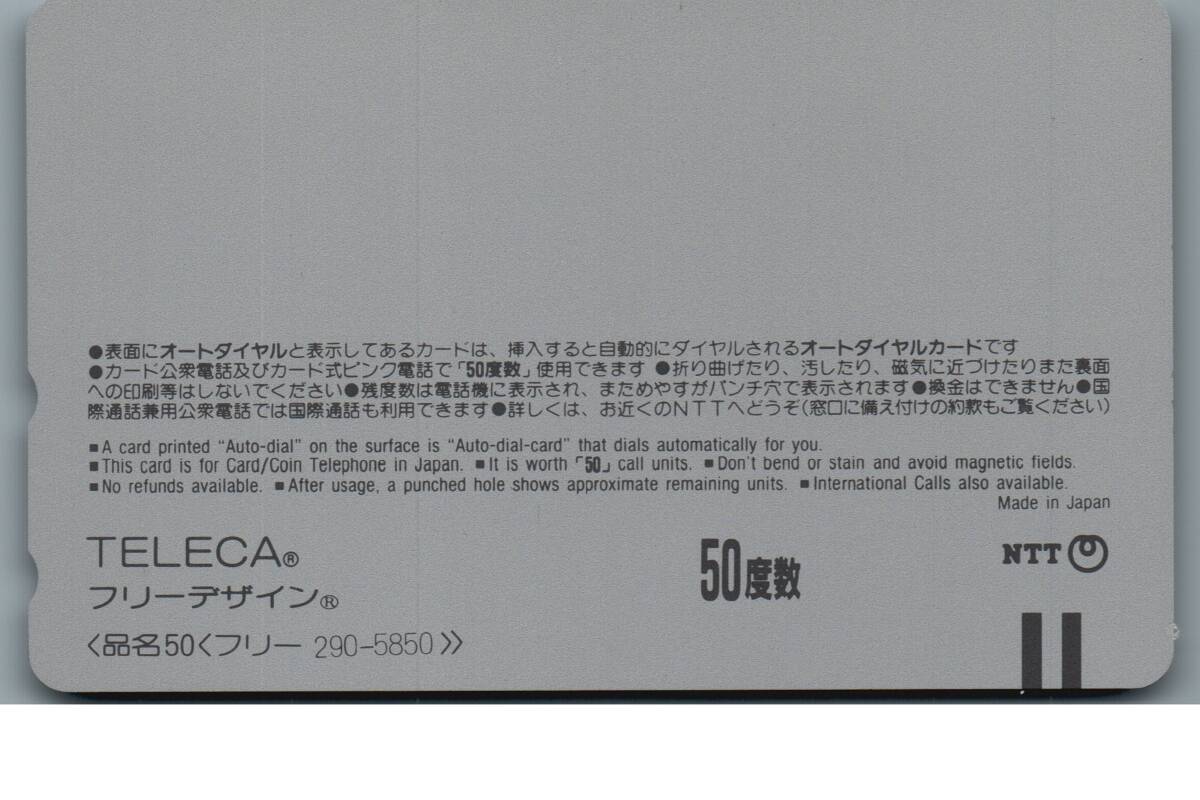 ●表面にオートダイヤルと表示してあるカードは、挿入すると自動的にダイヤルされるオートダイヤルカードです
●カード公衆電話及びカード式ピンク電話で「50度数」使用できます ●折り曲げたり、汚したり、磁気に近づけたりまた裏面
への印刷等はしないでください●残度数は電話機に表示され、まためやすがパンチ穴で表示されます●換金はできません●国
際通話兼用公衆電話では国際通話も利用できます●詳しくは、お近くのNTTへどうぞ(窓口に備え付けの約款もご覧ください)
■A card printed “Auto-dial” on the surface is “Auto-dial-card” that dials automatically for you.
■This card is for Card/Coin Telephone in Japan. ■It is worth「50」call units. ■Don't bend or stain and avoid magnetic fields.
■No refunds available. ■After usage, a punched hole shows approximate remaining units. ■International Calls also available.
Made in Japan
TELECA®
フリーデザイン®
〈品名50〈フリー 290-5850〉〉
50度数
NTT